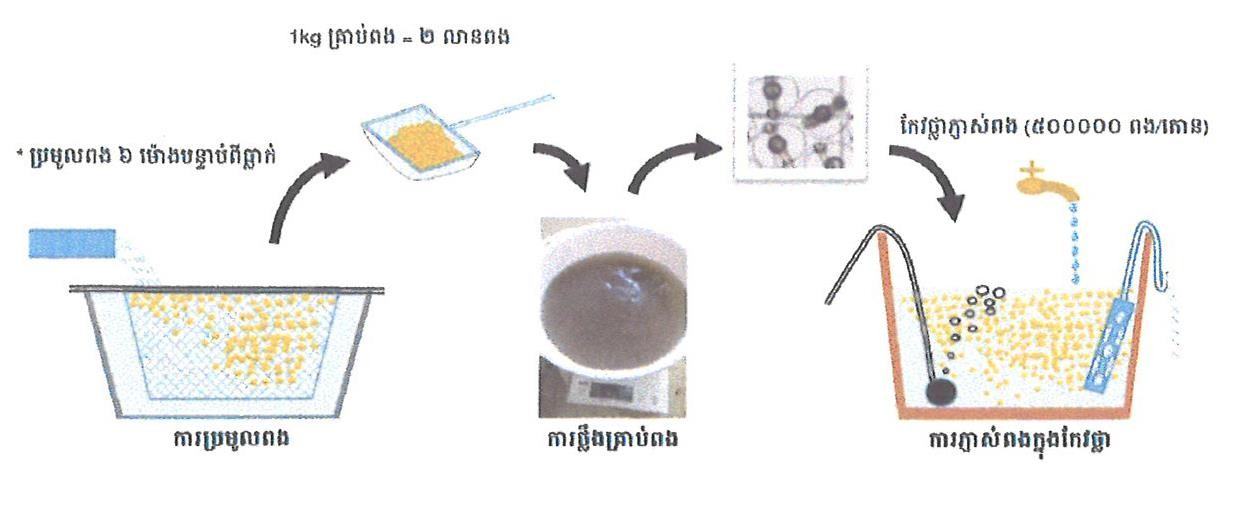 1kg គ្រាប់ពង = ២ លានពង
* ប្រមូលពង ៦ ម៉ោងបន្ទាប់ពីធ្លាក់
កែវថ្លាភ្ញាស់ពង (៥០០០០០ ពង/តោន)
ការប្រមូលពង
ការថ្លឹងគ្រាប់ពង
ការភ្ញាស់ពងក្នុងកែវថ្លា